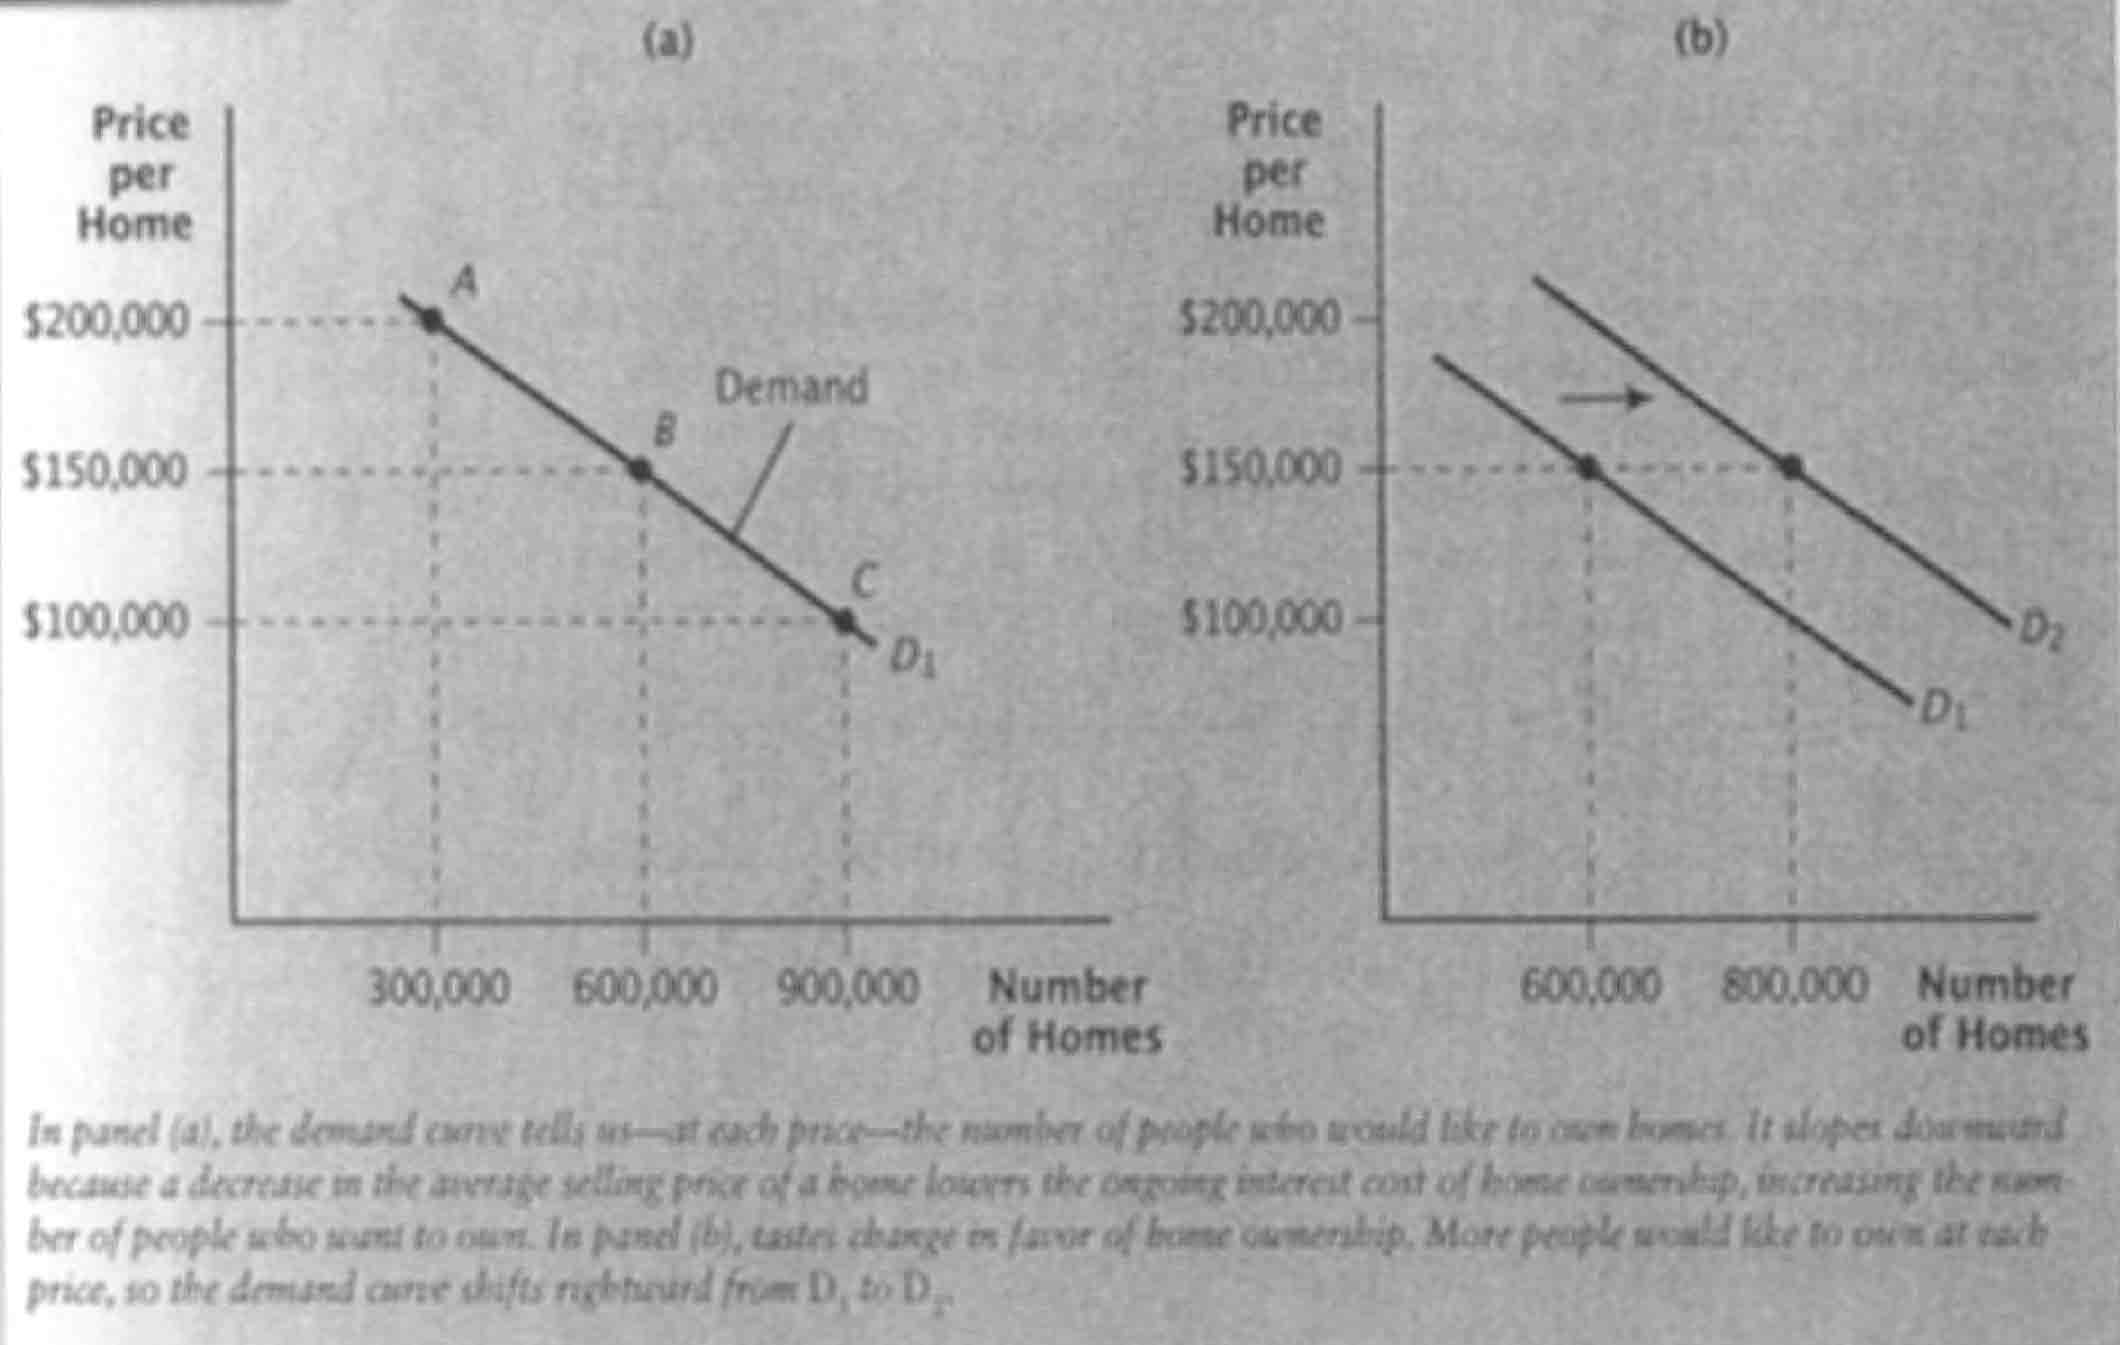 (a)
Price
per
Home
$200,000
$150,000
$100,000
A
B
Demand
C
D1
300,000 600,000 900,000 Number
of Homes
(b)
Price
per
Home
$200,000
$150,000
$100,000
D2
D1
600,000 800,000 Number
of Homes
In panel (a), the demand curve tells us—at each price—the number of people who would like to own homes. It slopes downward
because a decrease in the average selling price of a home lowers the ongoing interest cost of home ownership, increasing the num-
ber of people who want to own. In panel (b), tastes change in favor of home ownership. More people would like to own at each
price, so the demand curve shifts rightward from D1 to D2.